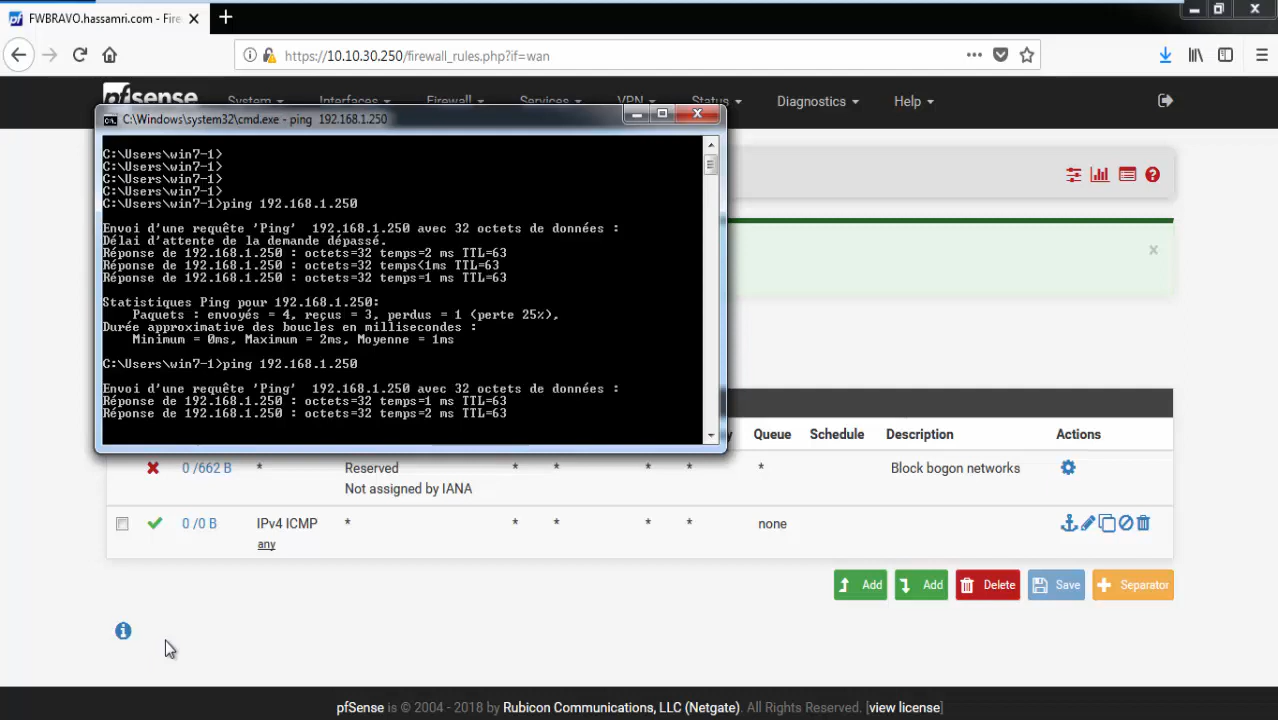 FWBRAVO.hassamri.com - Fire
https://10.10.30.250/firewall_rules.php?if=wan
pfsense System Interfaces Firewall Services VPN Status Diagnostics Help
C:\Windows\system32\cmd.exe - ping 192.168.1.250
C:\Users\win7-1>
C:\Users\win7-1>
C:\Users\win7-1>
C:\Users\win7-1>
C:\Users\win7-1>ping 192.168.1.250
Envoi d'une requête 'Ping' 192.168.1.250 avec 32 octets de données :
Délai d'attente de la demande dépassé.
Réponse de 192.168.1.250 : octets=32 temps=2 ms TTL=63
Réponse de 192.168.1.250 : octets=32 temps<1ms TTL=63
Réponse de 192.168.1.250 : octets=32 temps=1 ms TTL=63
Statistiques Ping pour 192.168.1.250:
Paquets : envoyés = 4, reçus = 3, perdus = 1 (perte 25%),
Durée approximative des boucles en millisecondes :
Minimum = 0ms, Maximum = 2ms, Moyenne = 1ms
C:\Users\win7-1>ping 192.168.1.250
Envoi d'une requête 'Ping' 192.168.1.250 avec 32 octets de données :
Réponse de 192.168.1.250 : octets=32 temps=1 ms TTL=63
Réponse de 192.168.1.250 : octets=32 temps=2 ms TTL=63
Queue Schedule Description Actions
0 /662 B * Reserved * * * * * Block bogon networks
Not assigned by IANA
0 /0 B IPv4 ICMP * * * * * none
any
Add Add Delete Save Separator
pfSense is © 2004 - 2018 by Rubicon Communications, LLC (Netgate). All Rights Reserved. [view license]